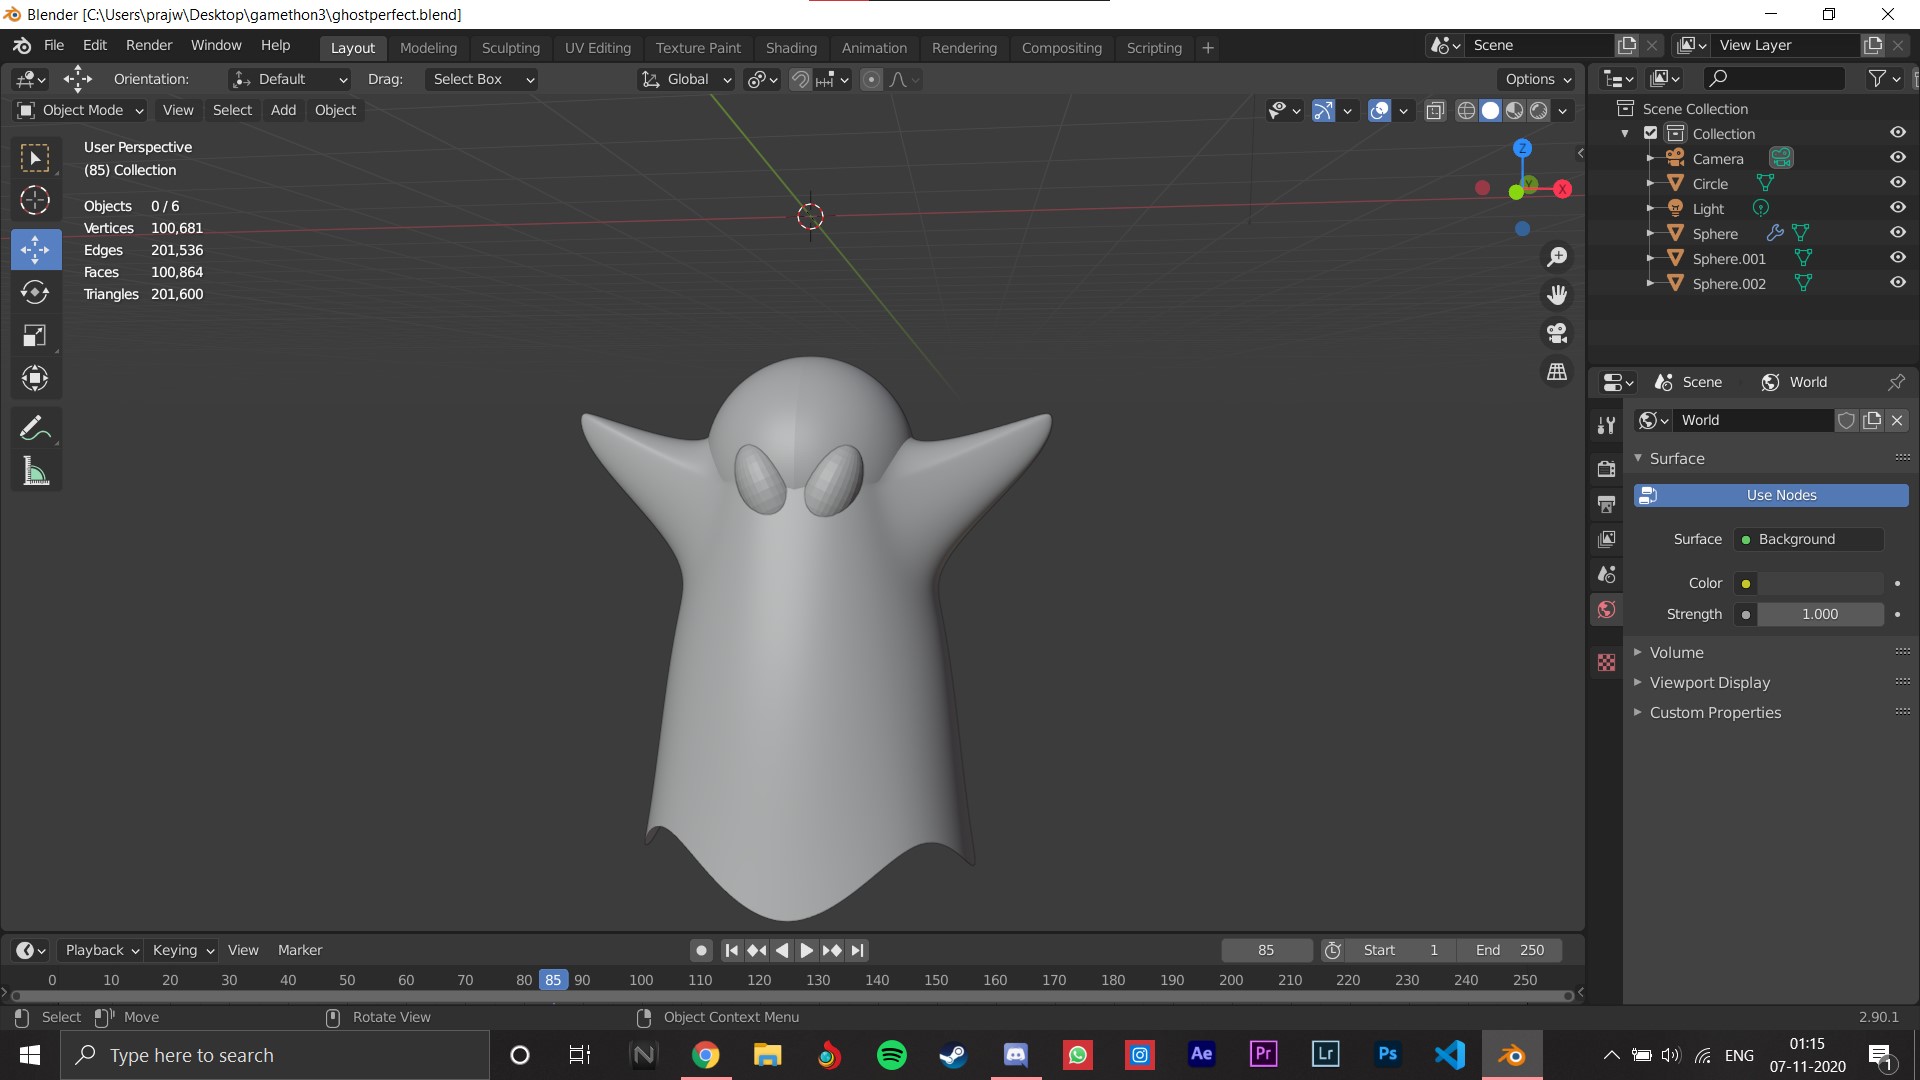 Blender [C:\Users\prajw\Desktop\gamethon3\ghostperfect.blend]
File Edit Render Window Help Layout Modeling Sculpting UV Editing Texture Paint Shading Animation Rendering Compositing Scripting + Scene View Layer
Orientation: Default Drag: Select Box Global Options
Object Mode View Select Add Object
User Perspective
(85) Collection
Objects 0 / 6
Vertices 100,681
Edges 201,536
Faces 100,864
Triangles 201,600
Z
Y
X
Scene Collection
Collection
Camera
Circle
Light
Sphere
Sphere.001
Sphere.002
Scene World
World
Surface
Use Nodes
Surface Background
Color
Strength 1.000
Volume
Viewport Display
Custom Properties
Playback Keying View Marker 85 Start 1 End 250
0 10 20 30 40 50 60 70 80 85 90 100 110 120 130 140 150 160 170 180 190 200 210 220 230 240 250
Select Move Rotate View Object Context Menu 2.90.1
Type here to search N Ae Pr Lr Ps ENG 01:15
07-11-2020 1